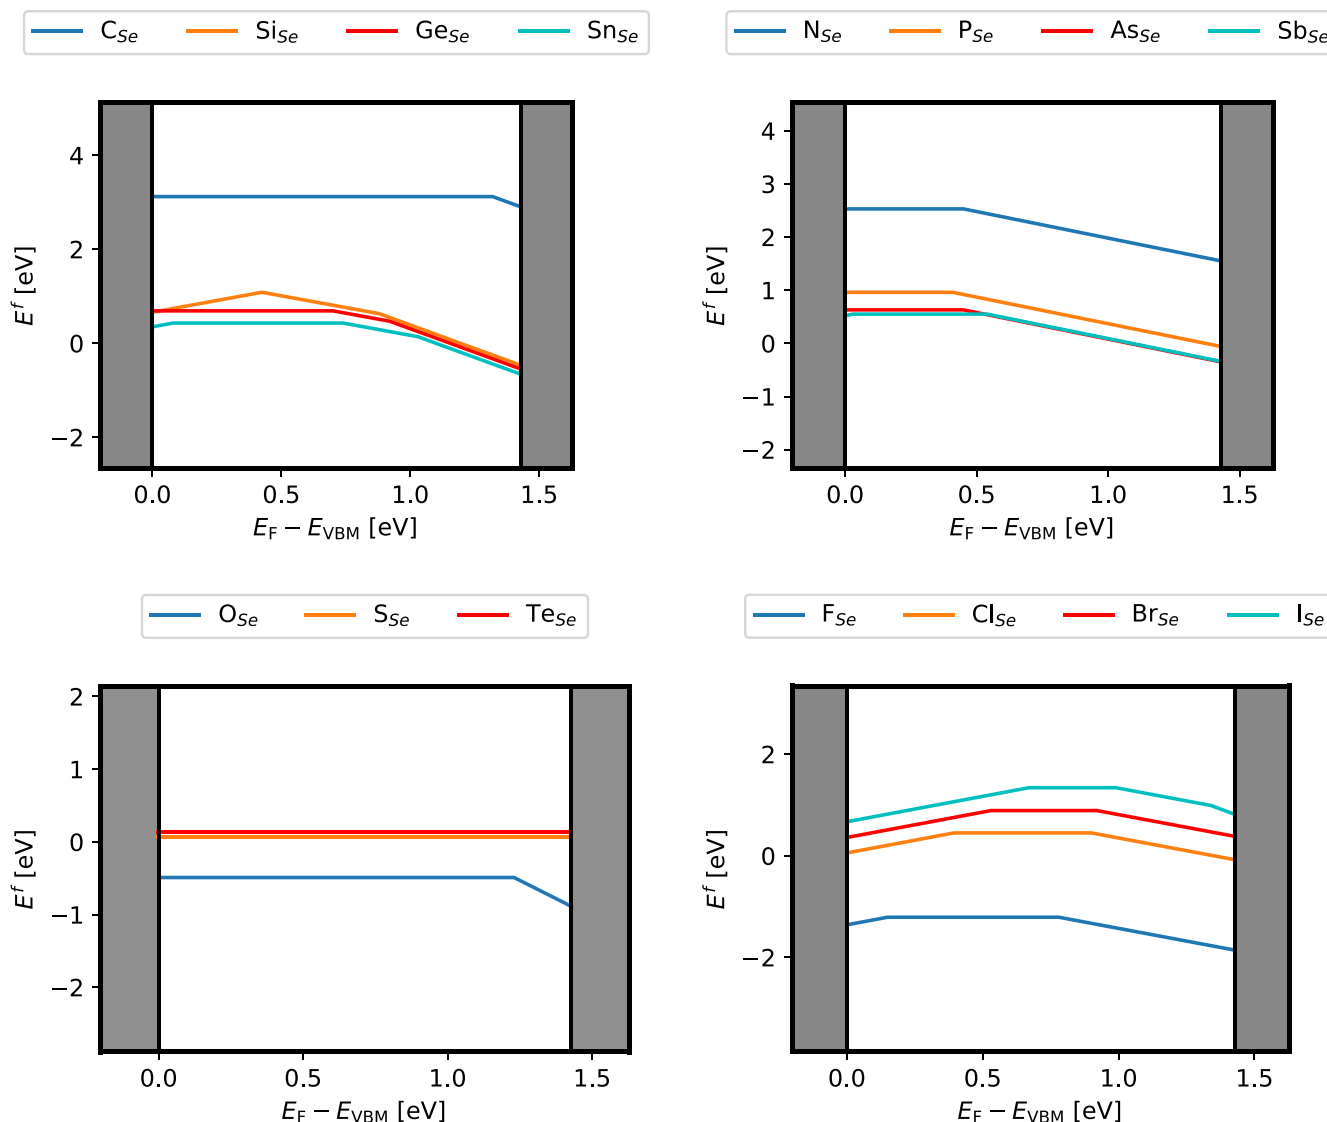 C_Se Si_Se Ge_Se Sn_Se
N_Se P_Se As_Se Sb_Se
4
2
0
−2
E^f [eV]
0.0 0.5 1.0 1.5
E_F − E_VBM [eV]
4
3
2
1
0
−1
−2
E^f [eV]
0.0 0.5 1.0 1.5
E_F − E_VBM [eV]
O_Se S_Se Te_Se
F_Se Cl_Se Br_Se I_Se
2
1
0
−1
−2
E^f [eV]
0.0 0.5 1.0 1.5
E_F − E_VBM [eV]
2
0
−2
E^f [eV]
0.0 0.5 1.0 1.5
E_F − E_VBM [eV]